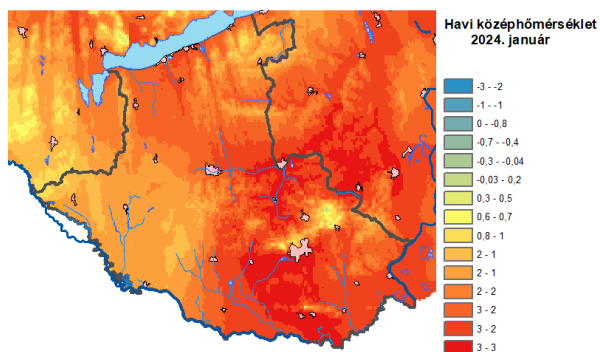 Havi középhőmérséklet
2024. január
-3 - -2
-1 - -1
0 - -0,8
-0.7 - -0,4
-0.3 - -0,04
-0,03 - 0,2
0,3 - 0,5
0,6 - 0,7
0,8 - 1
2 - 1
2 - 1
2 - 2
3 - 2
3 - 2
3 - 3